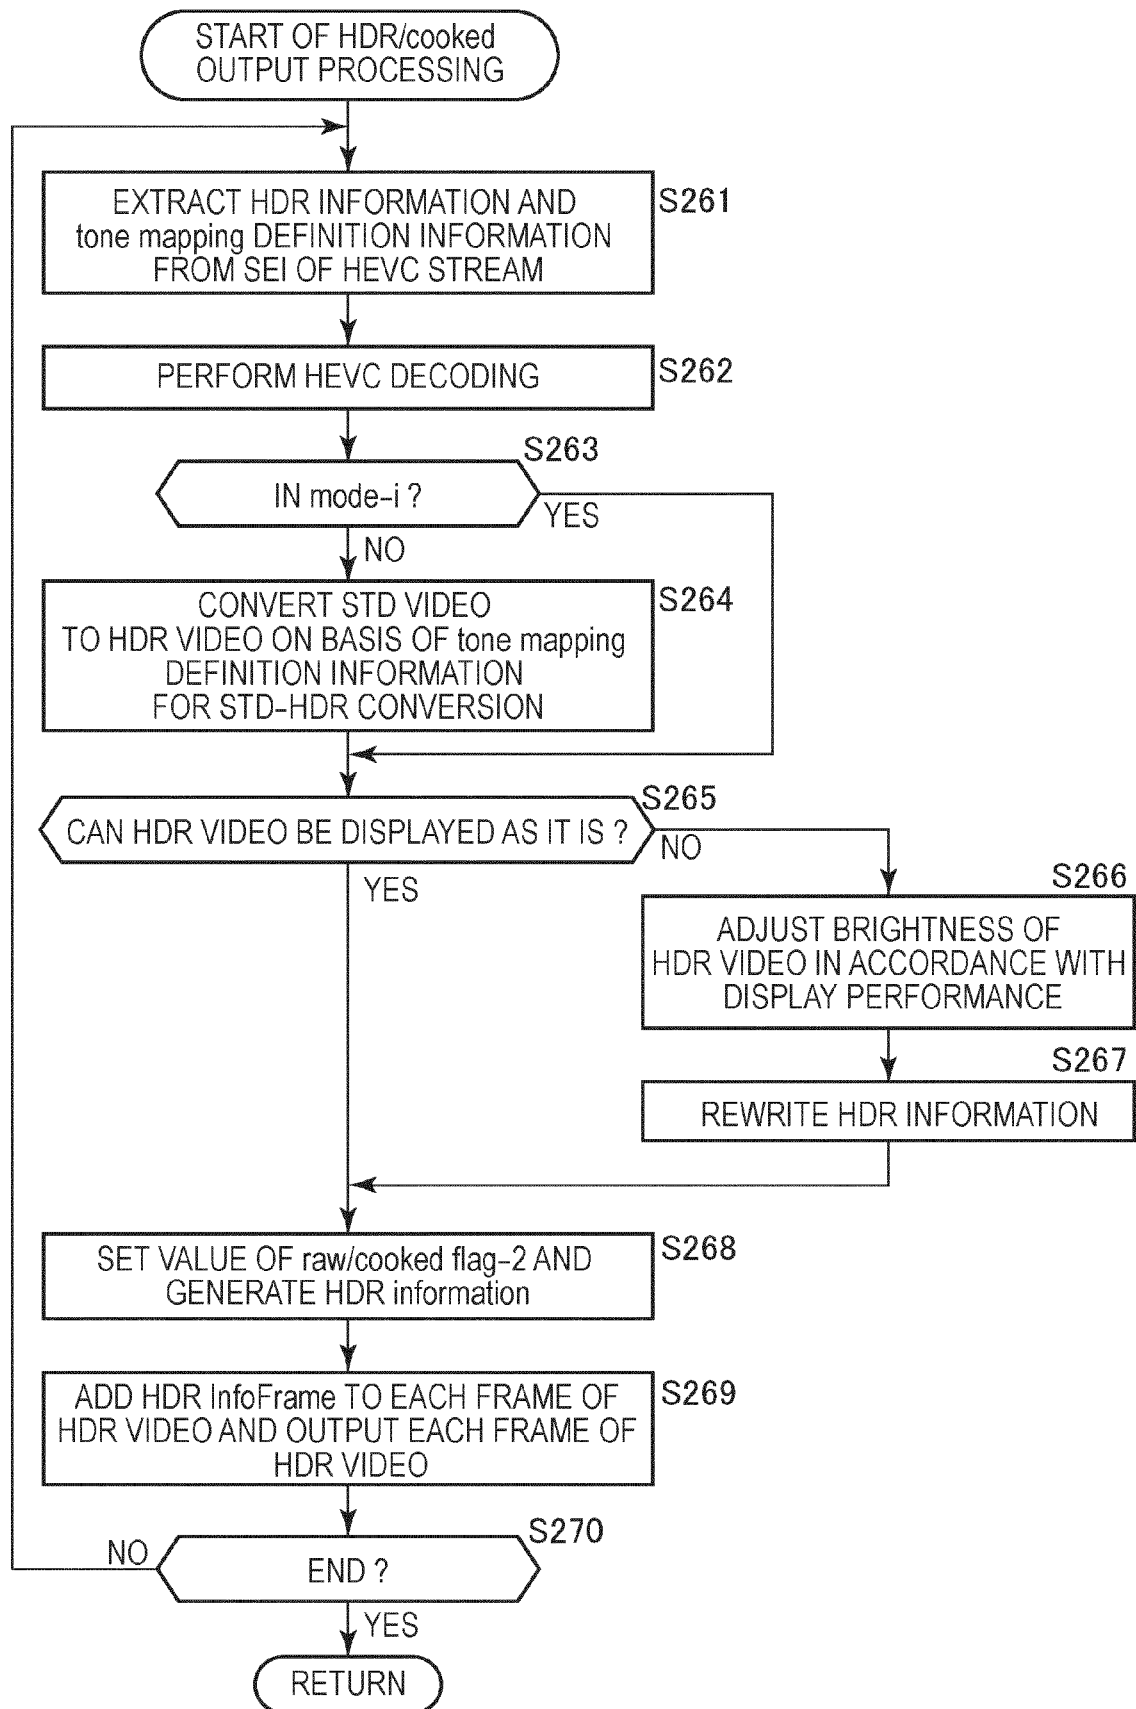 START OF HDR/cooked
OUTPUT PROCESSING
EXTRACT HDR INFORMATION AND
tone mapping DEFINITION INFORMATION
FROM SEI OF HEVC STREAM
S261
PERFORM HEVC DECODING
S262
S263
IN mode-i ?
YES
NO
S264
CONVERT STD VIDEO
TO HDR VIDEO ON BASIS OF tone mapping
DEFINITION INFORMATION
FOR STD-HDR CONVERSION
S265
CAN HDR VIDEO BE DISPLAYED AS IT IS ?
NO
YES
S266
ADJUST BRIGHTNESS OF
HDR VIDEO IN ACCORDANCE WITH
DISPLAY PERFORMANCE
S267
REWRITE HDR INFORMATION
SET VALUE OF raw/cooked flag-2 AND
GENERATE HDR information
S268
ADD HDR InfoFrame TO EACH FRAME OF
HDR VIDEO AND OUTPUT EACH FRAME OF
HDR VIDEO
S269
S270
NO
END ?
YES
RETURN